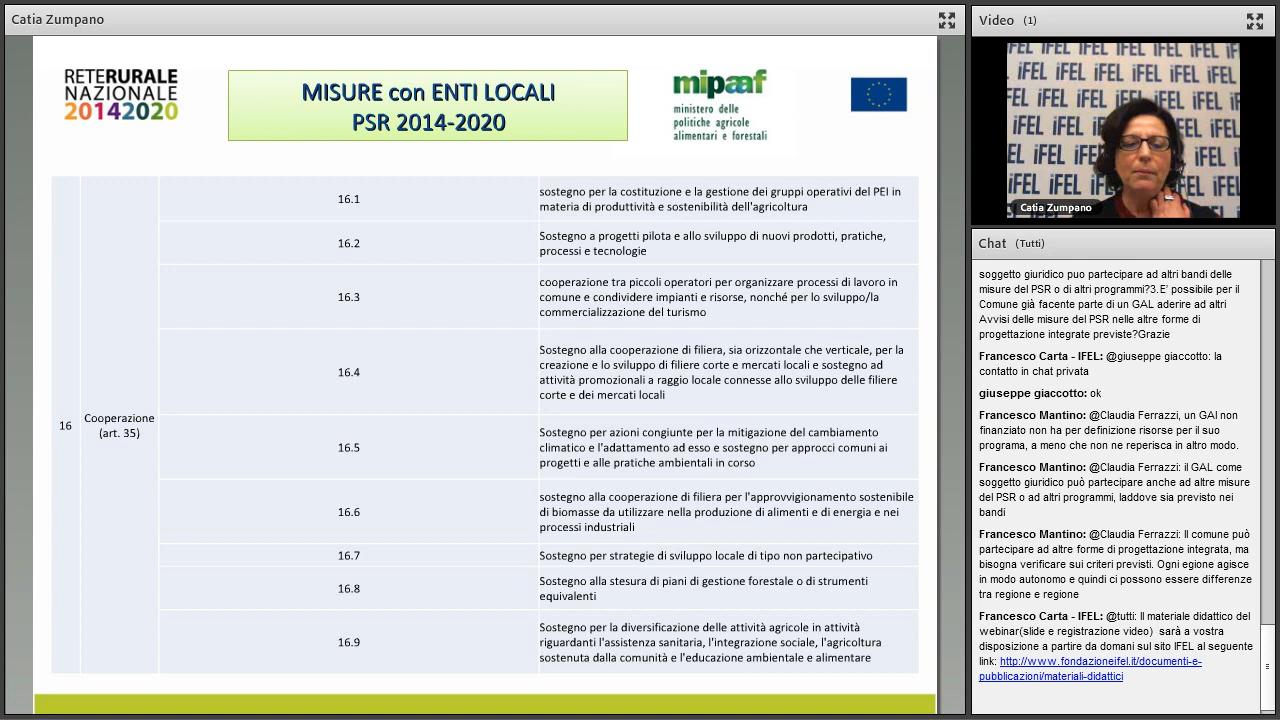 Catia Zumpano
RETERURALE
NAZIONALE
20142020
MISURE con ENTI LOCALI
PSR 2014-2020
mipaaf
ministero delle
politiche agricole
alimentari e forestali
16
Cooperazione
(art. 35)
16.1
sostegno per la costituzione e la gestione dei gruppi operativi del PEI in
materia di produttività e sostenibilità dell'agricoltura
16.2
Sostegno a progetti pilota e allo sviluppo di nuovi prodotti, pratiche,
processi e tecnologie
16.3
cooperazione tra piccoli operatori per organizzare processi di lavoro in
comune e condividere impianti e risorse, nonché per lo sviluppo/la
commercializzazione del turismo
16.4
Sostegno alla cooperazione di filiera, sia orizzontale che verticale, per la
creazione e lo sviluppo di filiere corte e mercati locali e sostegno ad
attività promozionali a raggio locale connesse allo sviluppo delle filiere
corte e dei mercati locali
16.5
Sostegno per azioni congiunte per la mitigazione del cambiamento
climatico e l'adattamento ad esso e sostegno per approcci comuni ai
progetti e alle pratiche ambientali in corso
16.6
sostegno alla cooperazione di filiera per l'approvvigionamento sostenibile
di biomasse da utilizzare nella produzione di alimenti e di energia e nei
processi industriali
16.7
Sostegno per strategie di sviluppo locale di tipo non partecipativo
16.8
Sostegno alla stesura di piani di gestione forestale o di strumenti
equivalenti
16.9
Sostegno per la diversificazione delle attività agricole in attività
riguardanti l'assistenza sanitaria, l'integrazione sociale, l'agricoltura
sostenuta dalla comunità e l'educazione ambientale e alimentare
Video (1)
iFEL
Catia Zumpano
Chat (Tutti)
soggetto giuridico puo partecipare ad altri bandi delle
misure del PSR o di altri programmi?3.E' possibile per il
Comune già facente parte di un GAL aderire ad altri
Avvisi delle misure del PSR nelle altre forme di
progettazione integrate previste?Grazie
Francesco Carta - IFEL: @giuseppe giaccotto: la
contatto in chat privata
giuseppe giaccotto: ok
Francesco Mantino: @Claudia Ferrazzi, un GAl non
finanziato non ha per definizione risorse per il suo
programa, a meno che non ne reperisca in altro modo.
Francesco Mantino: @Claudia Ferrazzi: il GAL come
soggetto giuridico può partecipare anche ad altre misure
del PSR o ad altri programmi, laddove sia previsto nei
bandi
Francesco Mantino: @Claudia Ferrazzi: Il comune può
partecipare ad altre forme di progettazione integrata, ma
bisogna verificare sui criteri previsti. Ogni egione agisce
in modo autonomo e quindi ci possono essere differenze
tra regione e regione
Francesco Carta - IFEL: @tutti: Il materiale didattico del
webinar(slide e registrazione video) sarà a vostra
disposizione a partire da domani sul sito IFEL al seguente
link: http://www.fondazioneifel.it/documenti-e-
pubblicazioni/materiali-didattici